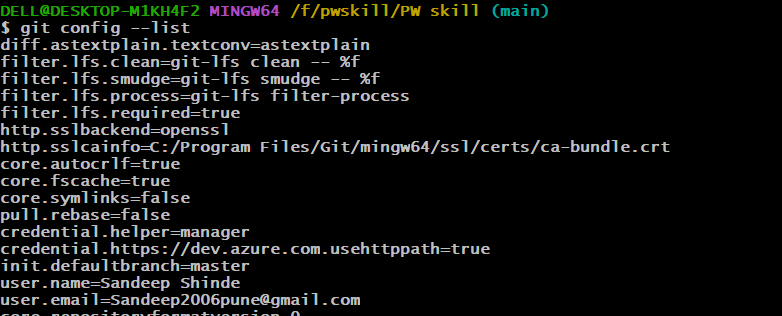 DELL@DESKTOP-M1KH4F2 MINGW64 /f/pwskill/PW skill (main)
$ git config --list
diff.astextplain.textconv=astextplain
filter.lfs.clean=git-lfs clean -- %f
filter.lfs.smudge=git-lfs smudge -- %f
filter.lfs.process=git-lfs filter-process
filter.lfs.required=true
http.sslbackend=openssl
http.sslcainfo=C:/Program Files/Git/mingw64/ssl/certs/ca-bundle.crt
core.autocrlf=true
core.fscache=true
core.symlinks=false
pull.rebase=false
credential.helper=manager
credential.https://dev.azure.com.usehttppath=true
init.defaultbranch=master
user.name=Sandeep Shinde
user.email=Sandeep2006pune@gmail.com
core.repositoryformatversion=0